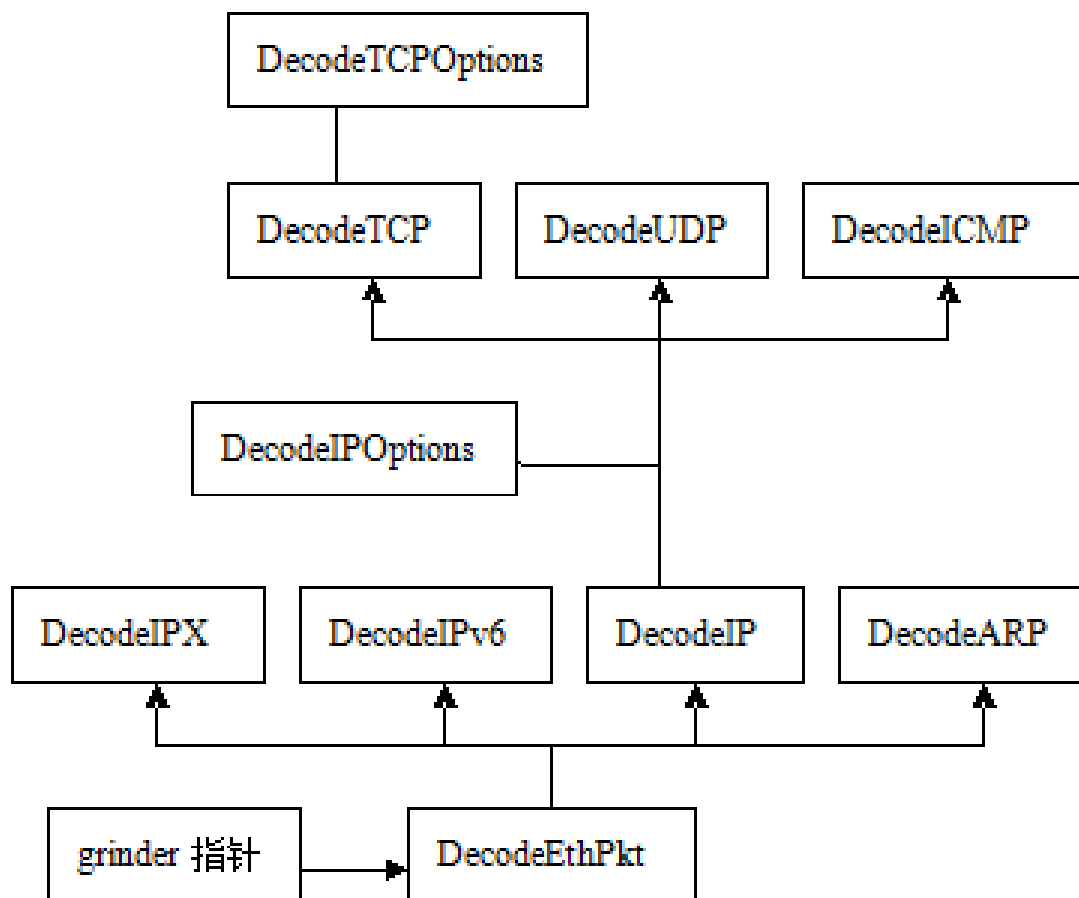 DecodeTCPOptions
DecodeTCP
DecodeUDP
DecodeICMP
DecodeIPOptions
DecodeIPX
DecodeIPv6
DecodeIP
DecodeARP
grinder 指针
DecodeEthPkt